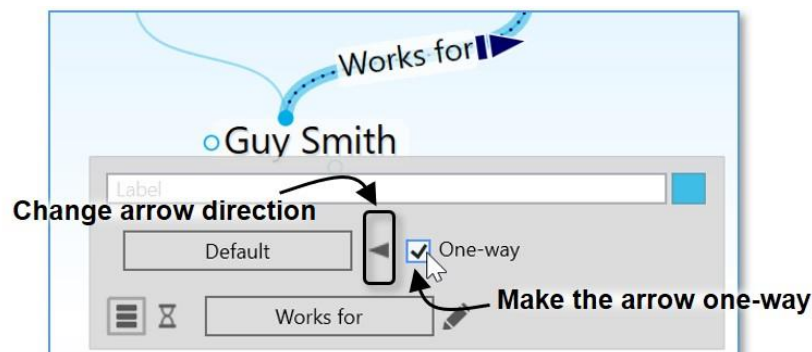 Works for
Guy Smith
Label
Change arrow direction
Default
One-way
Works for
Make the arrow one-way